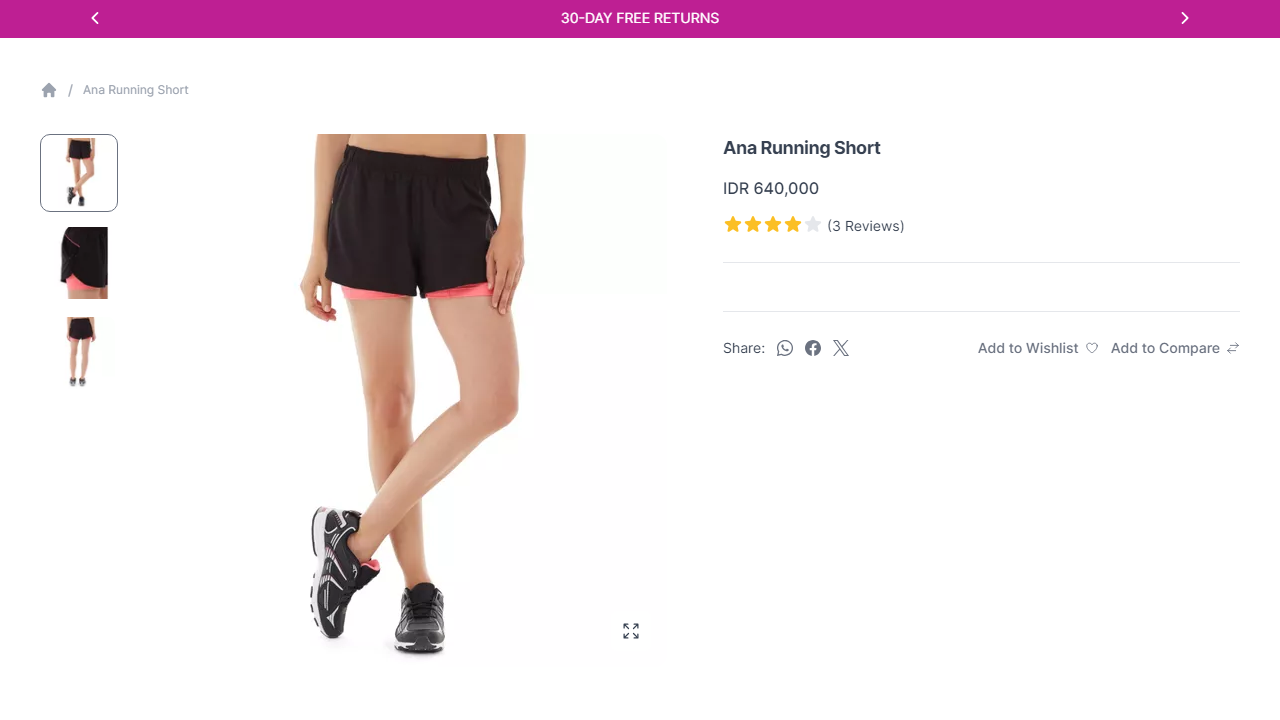 30-DAY FREE RETURNS
/ Ana Running Short
Ana Running Short
IDR 640,000
(3 Reviews)
Share:
Add to Wishlist
Add to Compare